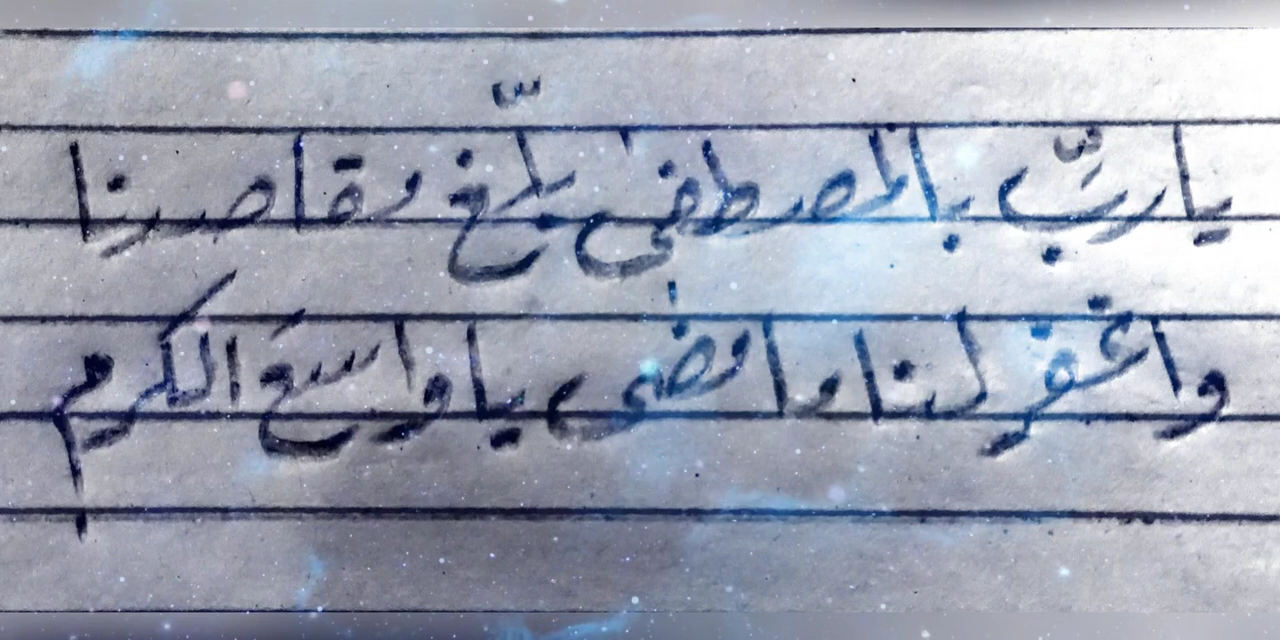 يا ربّ بالمصطفى بلّغ مقاصدنا
واغفر لنا ما مضى يا واسع الكرم